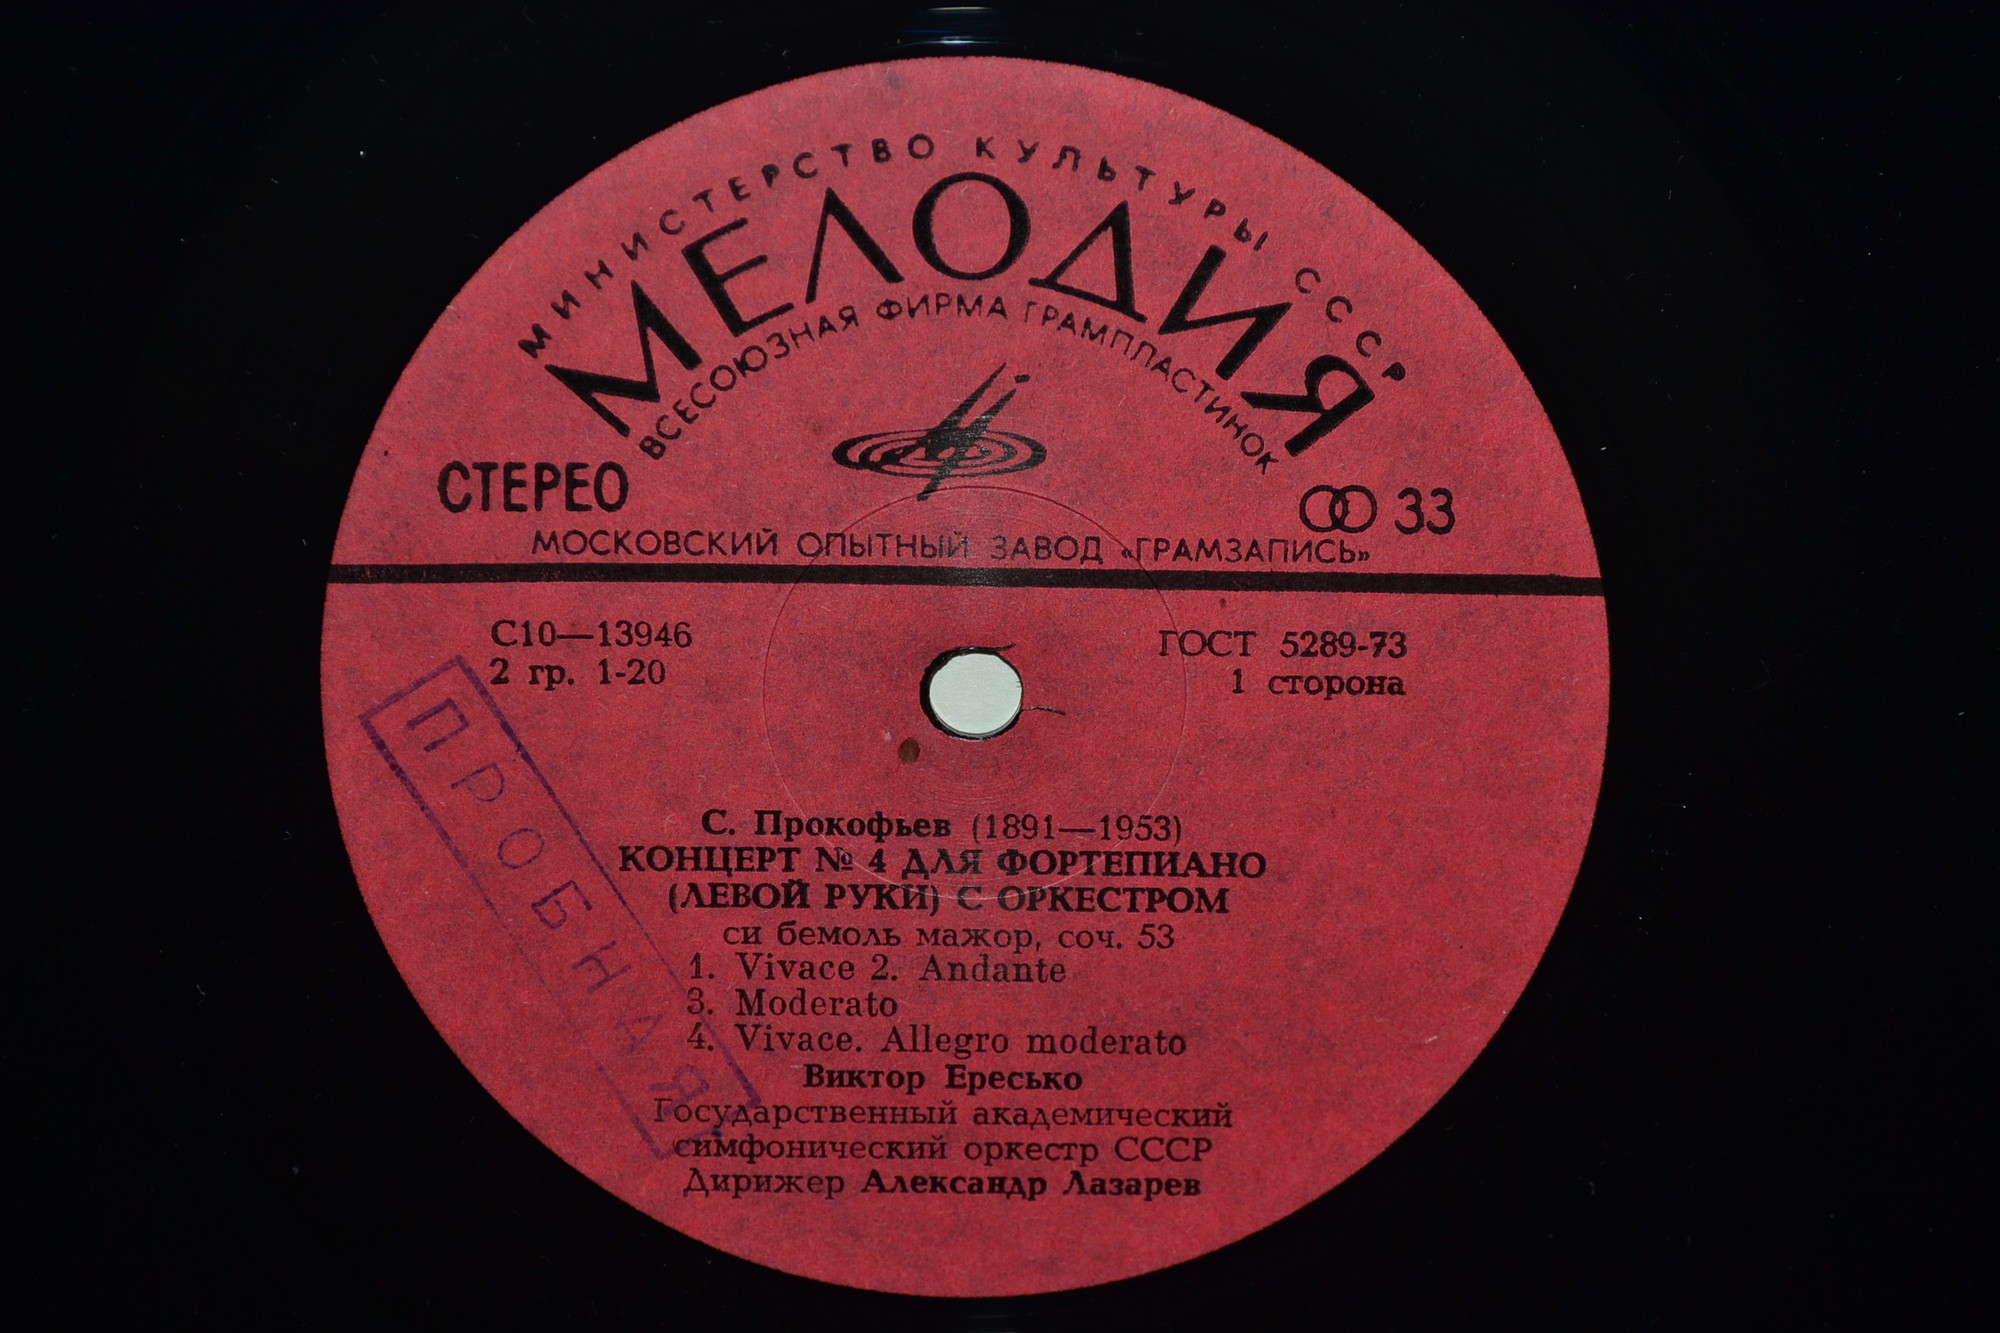 МИНИСТЕРСТВО КУЛЬТУРЫ СССР
МЕЛОДИЯ
ВСЕСОЮЗНАЯ ФИРМА ГРАМПЛАСТИНОК
СТЕРЕО
33
МОСКОВСКИЙ ОПЫТНЫЙ ЗАВОД «ГРАМЗАПИСЬ»
С10—13946
2 гр. 1-20
ГОСТ 5289-73
1 сторона
ПРОБНАЯ
С. Прокофьев (1891—1953)
КОНЦЕРТ № 4 ДЛЯ ФОРТЕПИАНО
(ЛЕВОЙ РУКИ) С ОРКЕСТРОМ
си бемоль мажор, соч. 53
1. Vivace 2. Andante
3. Moderato
4. Vivace. Allegro moderato
Виктор Ересько
Государственный академический
симфонический оркестр СССР
Дирижер Александр Лазарев